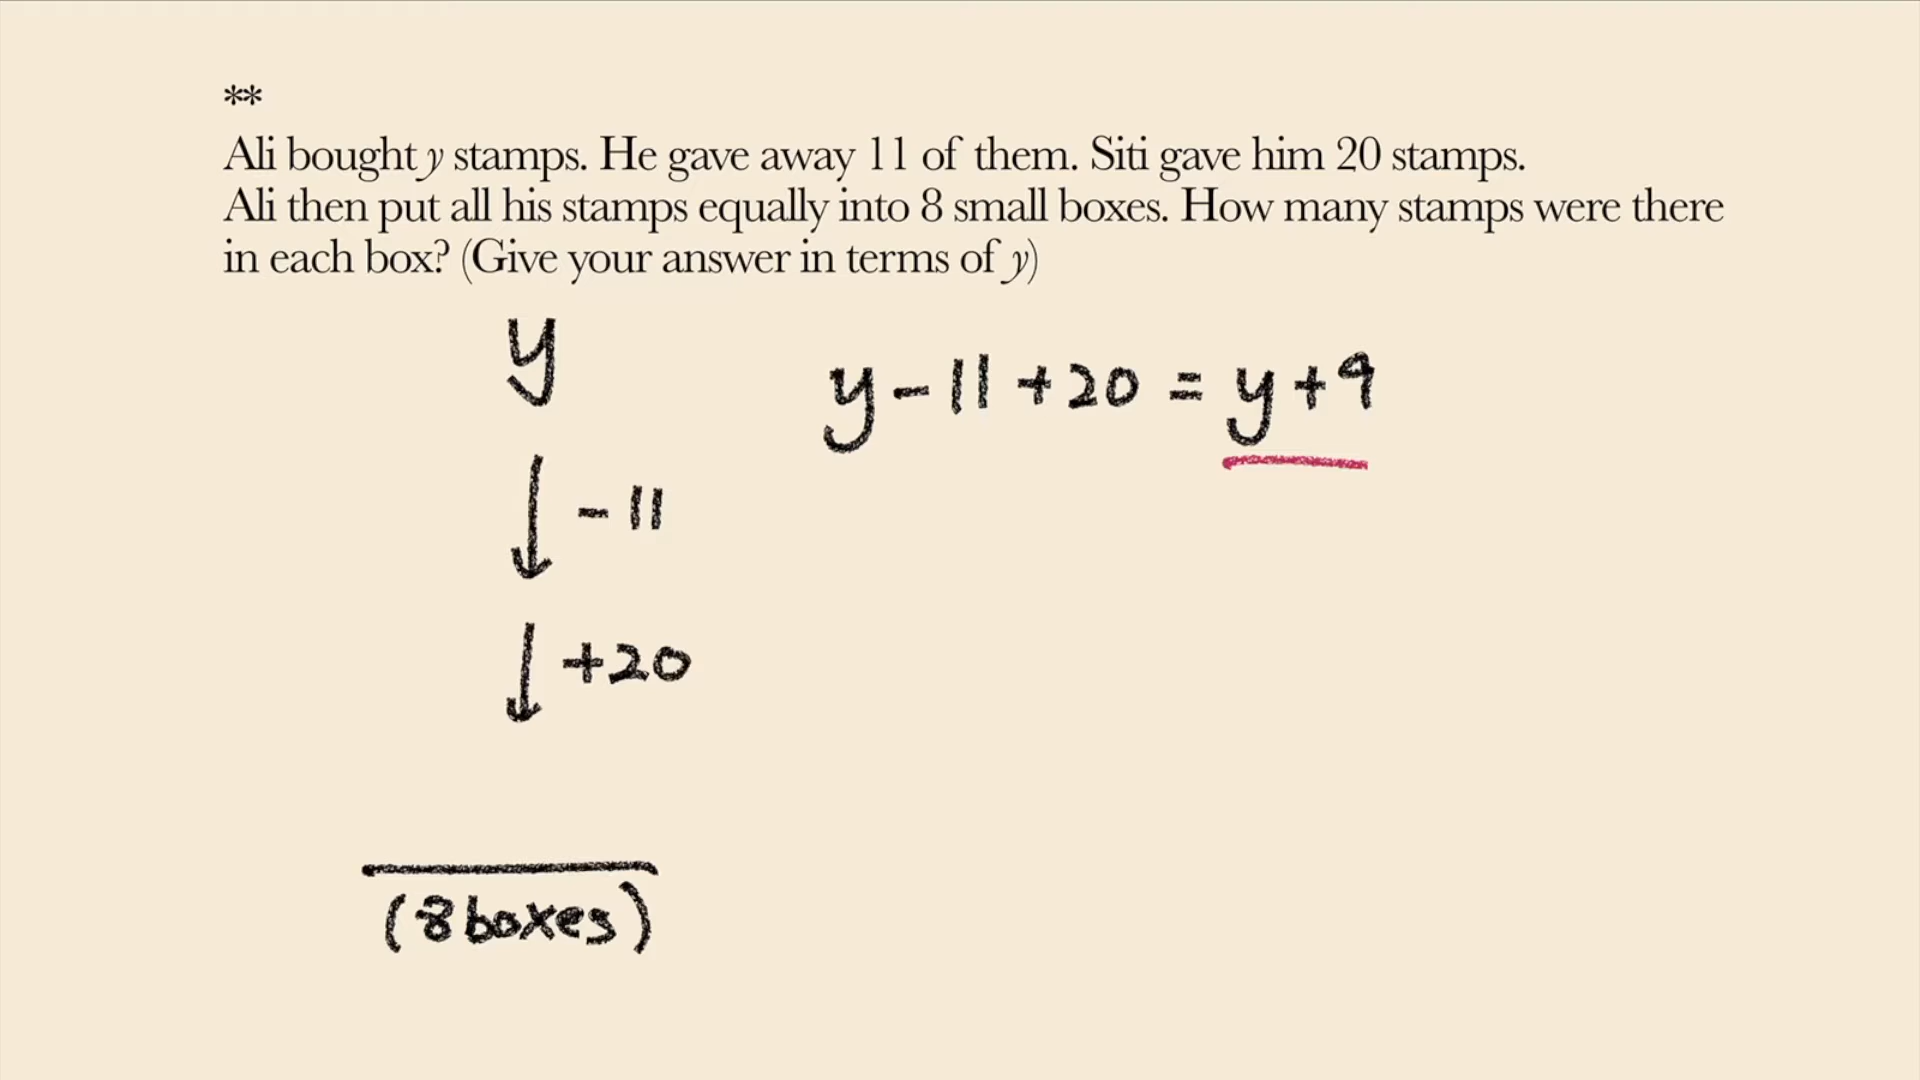 **
Ali bought y stamps. He gave away 11 of them. Siti gave him 20 stamps.
Ali then put all his stamps equally into 8 small boxes. How many stamps were there
in each box? (Give your answer in terms of y)
y
y - 11 + 20 = y + 9
- 11
+20
(8 boxes)